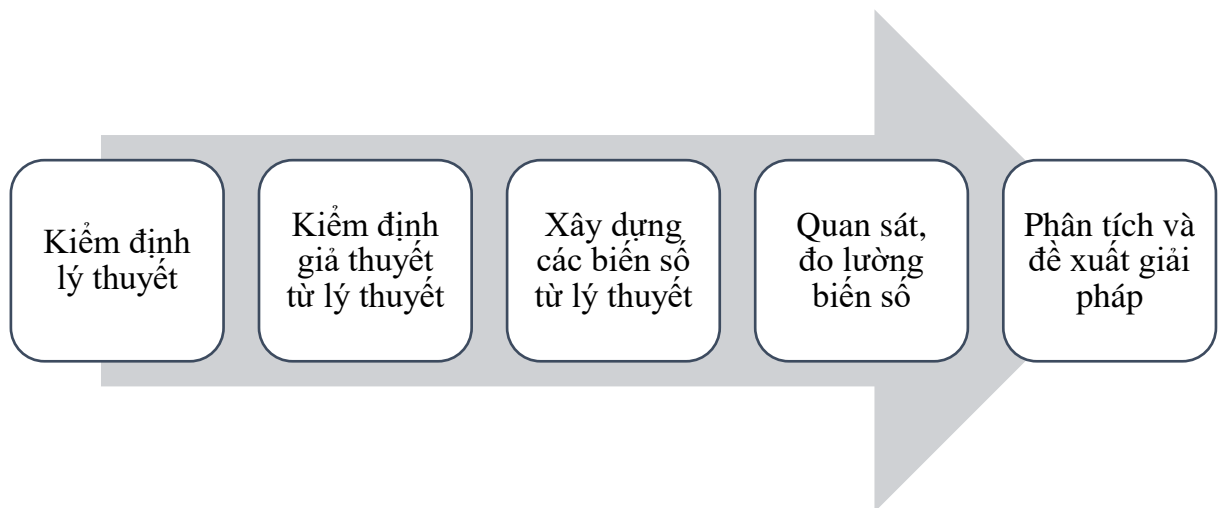 Kiểm định
lý thuyết
Kiểm định
giả thuyết
từ lý thuyết
Xây dựng
các biến số
từ lý thuyết
Quan sát,
đo lường
biến số
Phân tích và
đề xuất giải
pháp